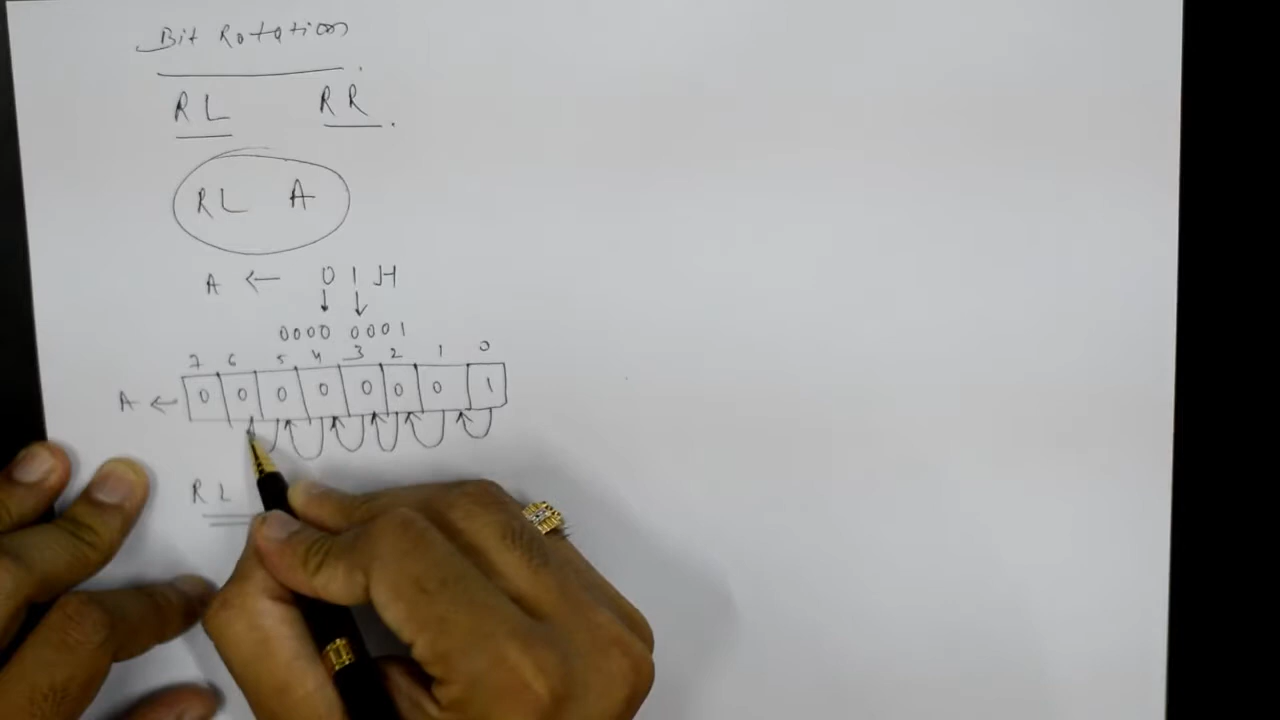 Bit Rotation
RL RR
RL A
A ← 01H
↓ ↓
0000 0001
7 6 5 4 3 2 1 0
A ← 0 0 0 0 0 0 0 1
RL